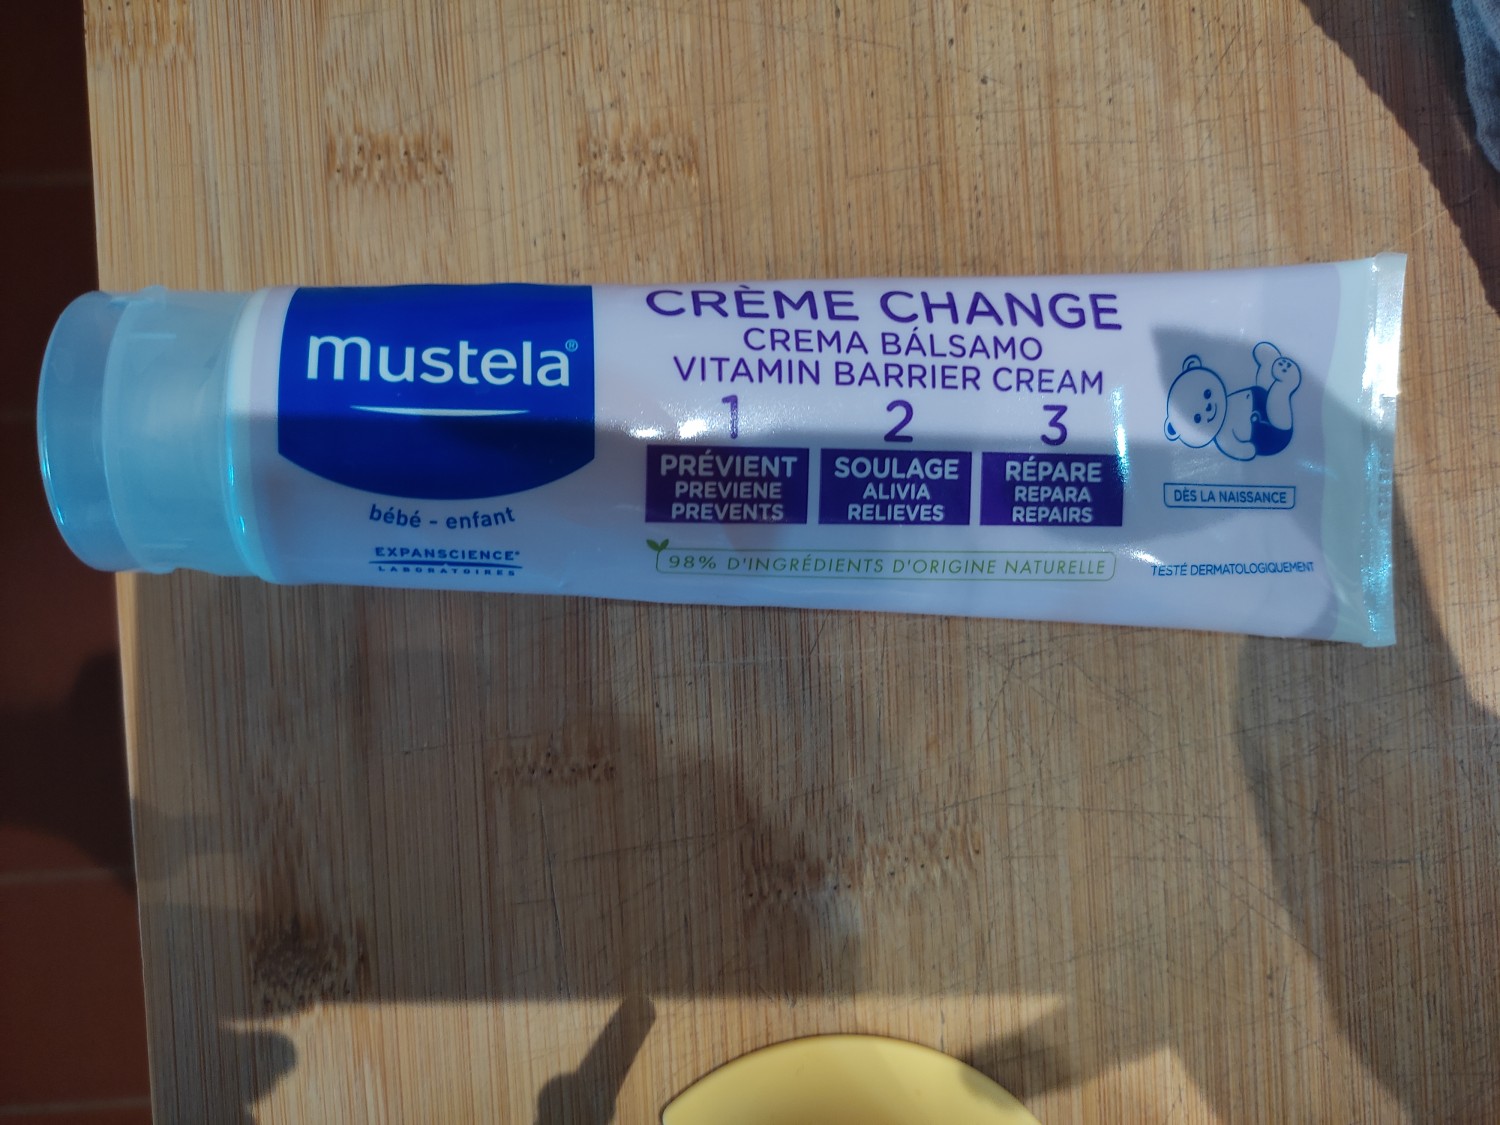 mustela®
bébé - enfant
EXPANSCIENCE®
LABORATOIRES
CRÈME CHANGE
CREMA BÁLSAMO
VITAMIN BARRIER CREAM
1
PRÉVIENT
PREVIENE
PREVENTS
2
SOULAGE
ALIVIA
RELIEVES
3
RÉPARE
REPARA
REPAIRS
98% D'INGRÉDIENTS D'ORIGINE NATURELLE
DÈS LA NAISSANCE
TESTÉ DERMATOLOGIQUEMENT